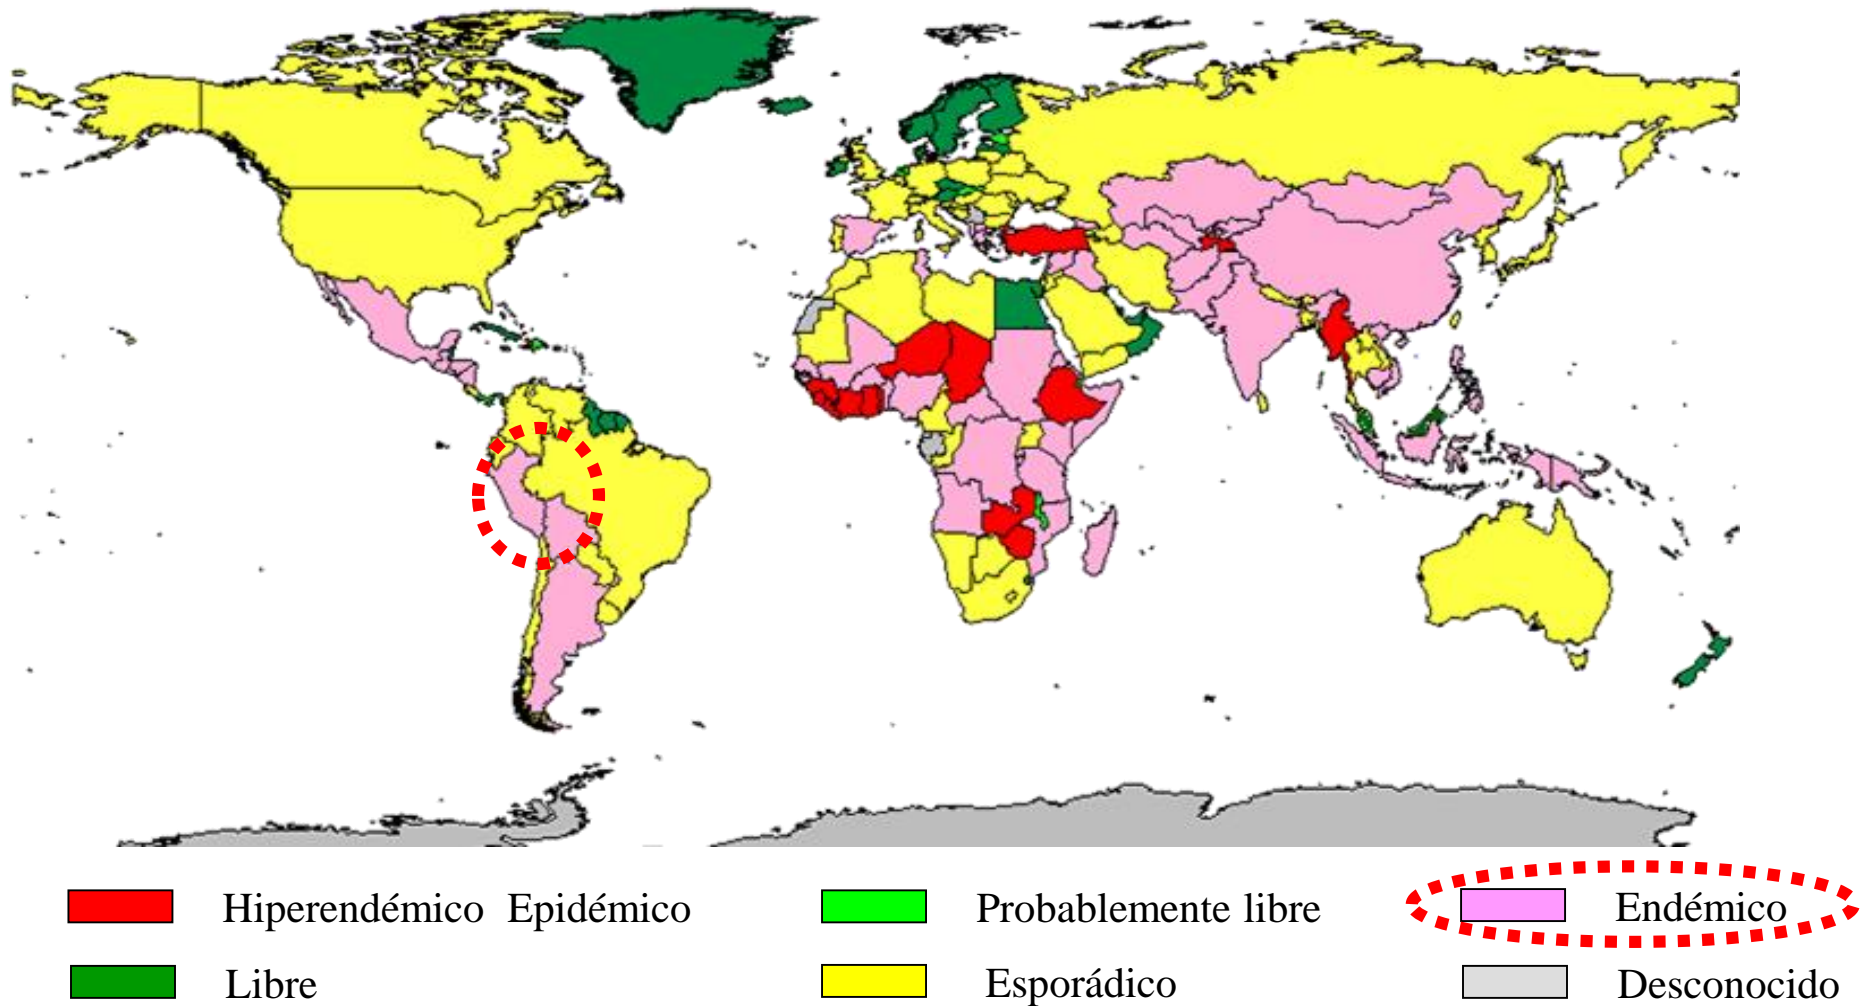 Hiperendémico Epidémico
Probablemente libre
Endémico
Libre
Esporádico
Desconocido